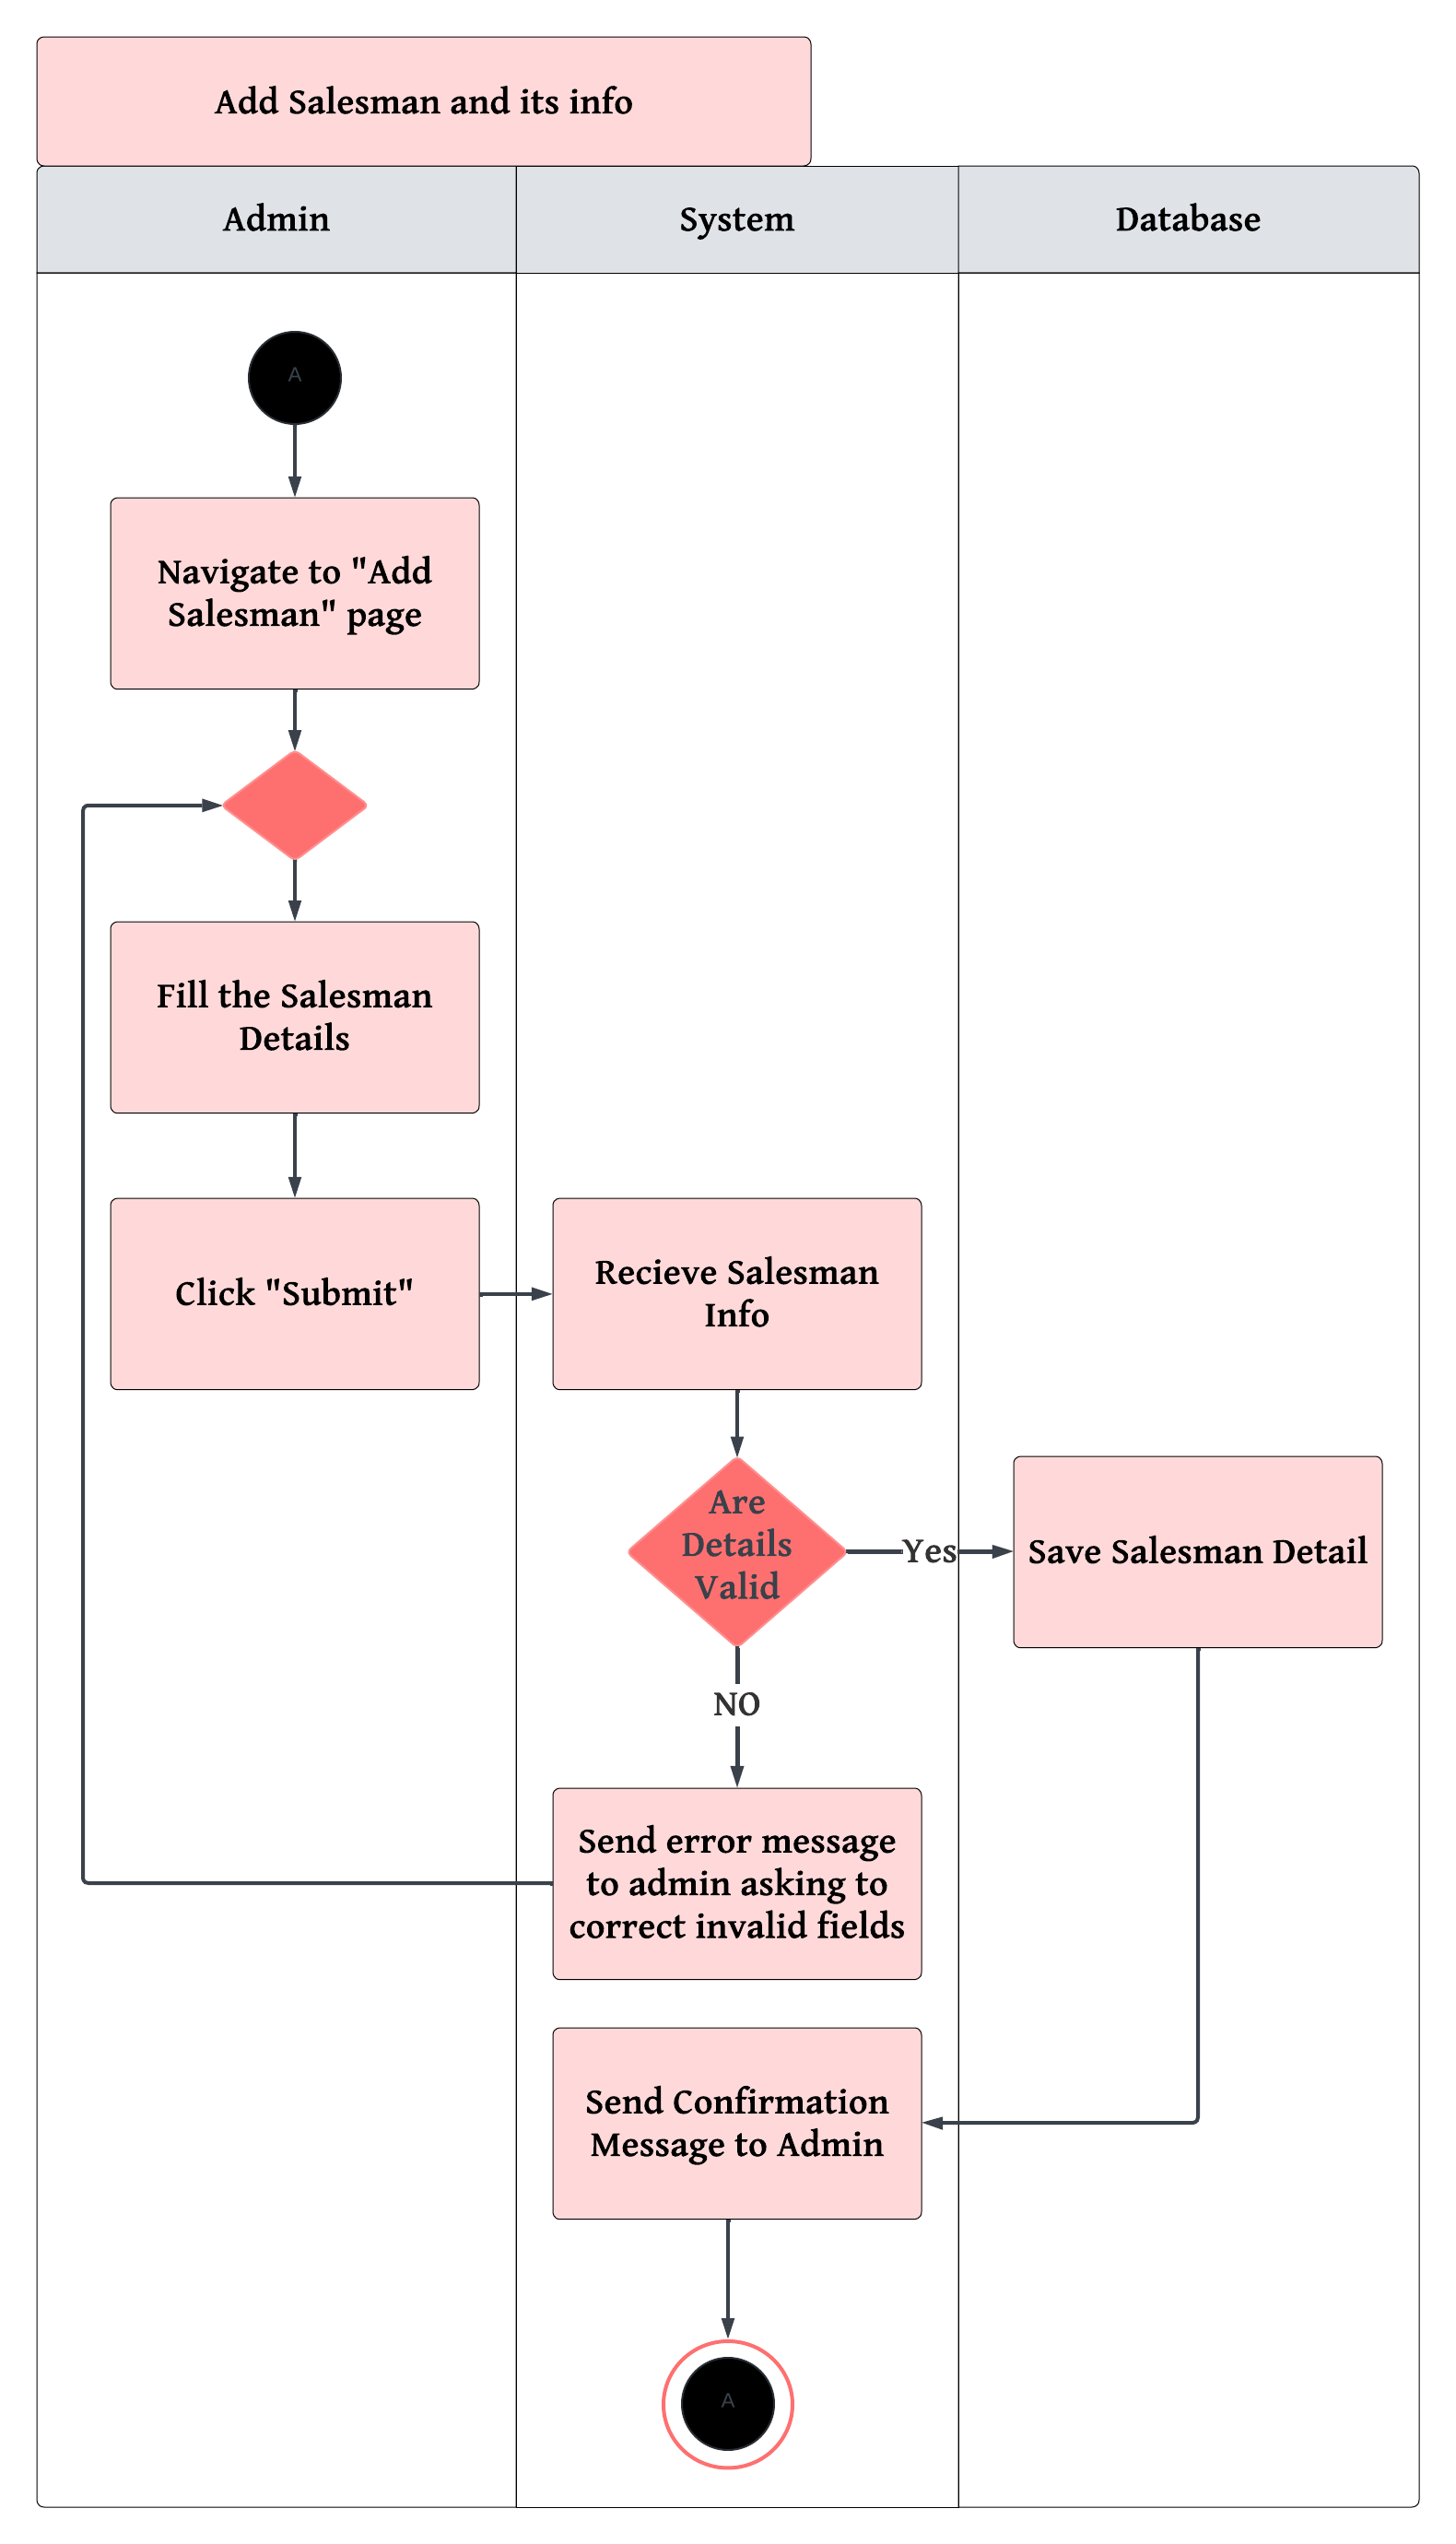 Add Salesman and its info
Admin
System
Database
A
Navigate to "Add
Salesman" page
Fill the Salesman
Details
Click "Submit"
Recieve Salesman
Info
Are
Details
Valid
Yes
Save Salesman Detail
NO
Send error message
to admin asking to
correct invalid fields
Send Confirmation
Message to Admin
A